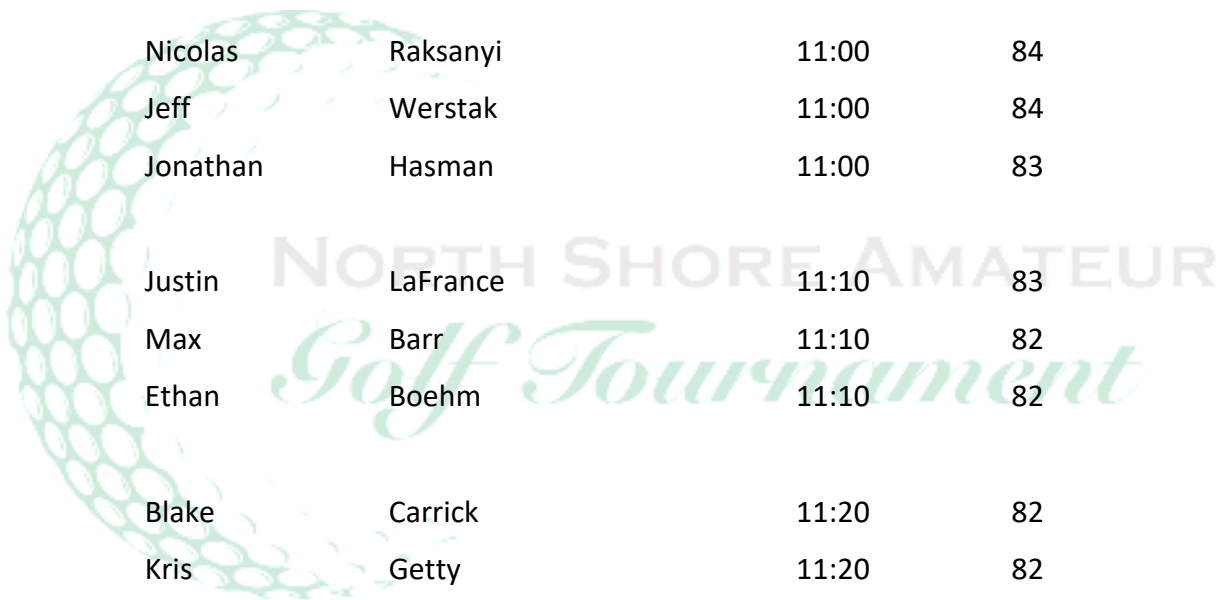 Nicolas Raksanyi 11:00 84
Jeff Werstak 11:00 84
Jonathan Hasman 11:00 83
NORTH SHORE AMATEUR
Justin LaFrance 11:10 83
Max Barr 11:10 82
Golf Tournament
Ethan Boehm 11:10 82
Blake Carrick 11:20 82
Kris Getty 11:20 82